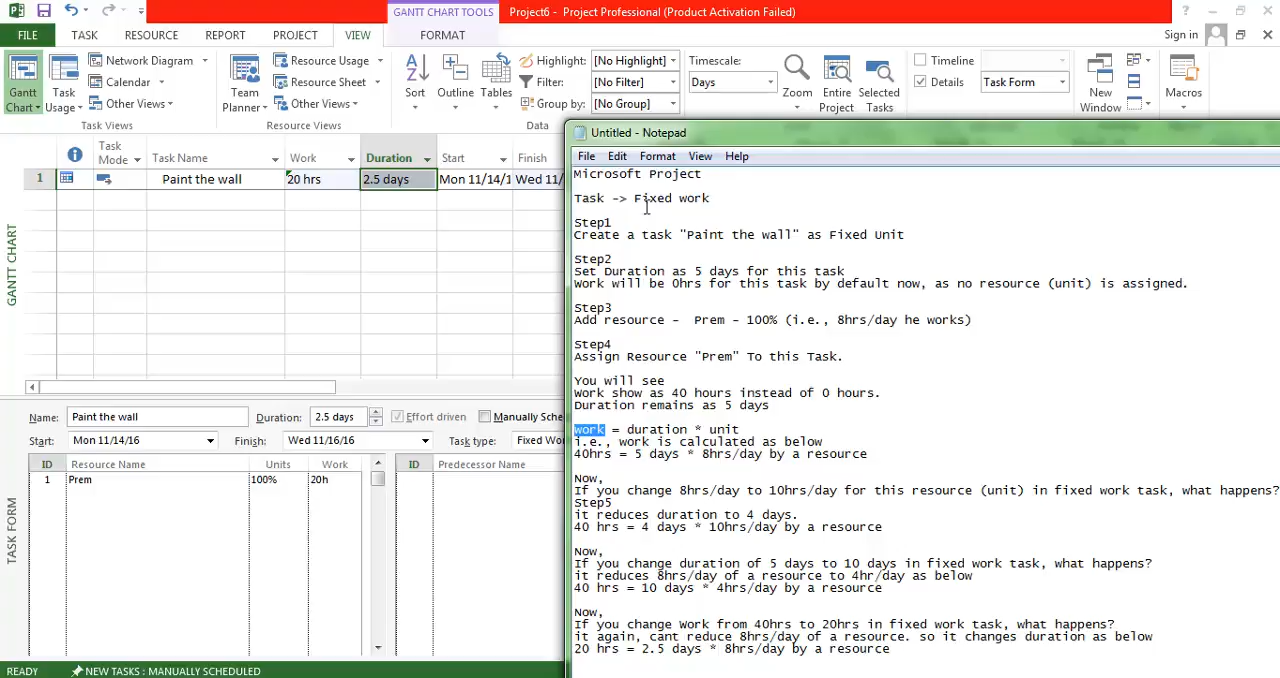 GANTT CHART TOOLS
Project6 - Project Professional (Product Activation Failed)
FILE TASK RESOURCE REPORT PROJECT VIEW FORMAT
Sign in
Gantt Chart
Task Usage
Network Diagram
Calendar
Other Views
Task Views
Team Planner
Resource Usage
Resource Sheet
Other Views
Resource Views
Sort
Outline
Tables
Highlight: [No Highlight]
Filter: [No Filter]
Group by: [No Group]
Data
Timescale:
Days
Zoom
Entire Project
Selected Tasks
Timeline
Details Task Form
New Window
Macros
Task Mode Task Name Work Duration Start Finish
1 Paint the wall 20 hrs 2.5 days Mon 11/14/1 Wed 11/
GANTT CHART
Name: Paint the wall Duration: 2.5 days Effort driven Manually Sche
Start: Mon 11/14/16 Finish: Wed 11/16/16 Task type: Fixed Wo
ID Resource Name Units Work ID Predecessor Name
1 Prem 100% 20h
TASK FORM
READY NEW TASKS : MANUALLY SCHEDULED
Untitled - Notepad
File Edit Format View Help
Microsoft Project
Task -> Fixed work
Step1
Create a task "Paint the wall" as Fixed Unit
Step2
Set Duration as 5 days for this task
Work will be 0hrs for this task by default now, as no resource (unit) is assigned.
Step3
Add resource - Prem - 100% (i.e., 8hrs/day he works)
Step4
Assign Resource "Prem" To this Task.
You will see
Work show as 40 hours instead of 0 hours.
Duration remains as 5 days
work = duration * unit
i.e., work is calculated as below
40hrs = 5 days * 8hrs/day by a resource
Now,
If you change 8hrs/day to 10hrs/day for this resource (unit) in fixed work task, what happens?
Step5
it reduces duration to 4 days.
40 hrs = 4 days * 10hrs/day by a resource
Now,
If you change duration of 5 days to 10 days in fixed work task, what happens?
it reduces 8hrs/day of a resource to 4hr/day as below
40 hrs = 10 days * 4hrs/day by a resource
Now,
If you change Work from 40hrs to 20hrs in fixed work task, what happens?
it again, cant reduce 8hrs/day of a resource. so it changes duration as below
20 hrs = 2.5 days * 8hrs/day by a resource